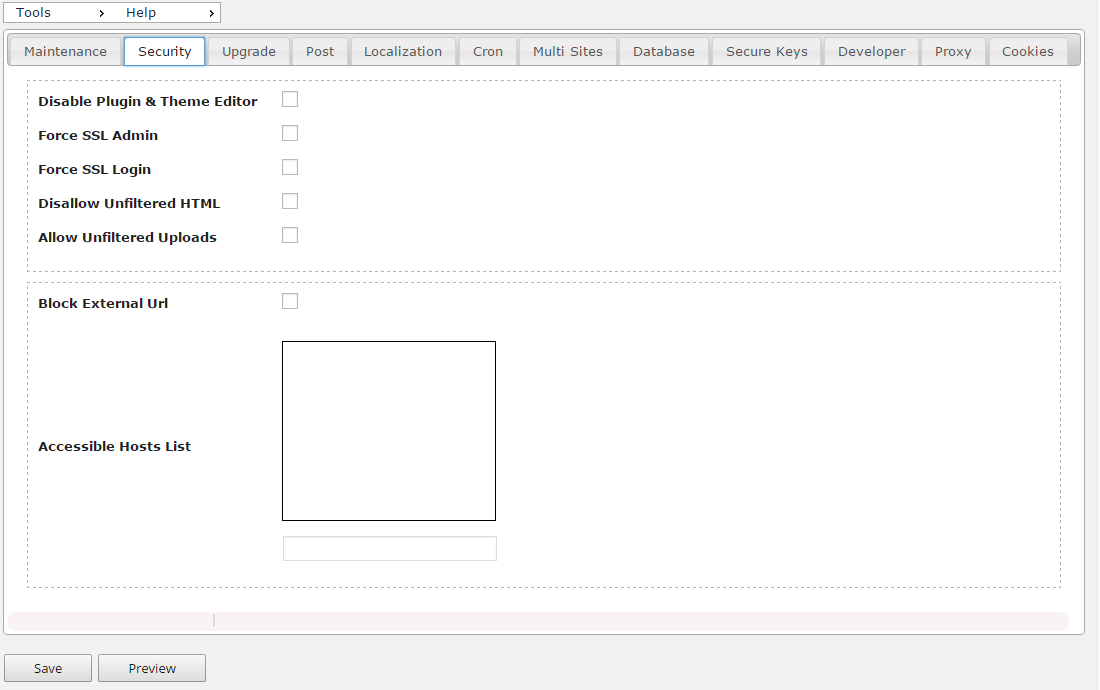 Tools > Help >
Maintenance Security Upgrade Post Localization Cron Multi Sites Database Secure Keys Developer Proxy Cookies
Disable Plugin & Theme Editor
Force SSL Admin
Force SSL Login
Disallow Unfiltered HTML
Allow Unfiltered Uploads
Block External Url
Accessible Hosts List
Save Preview